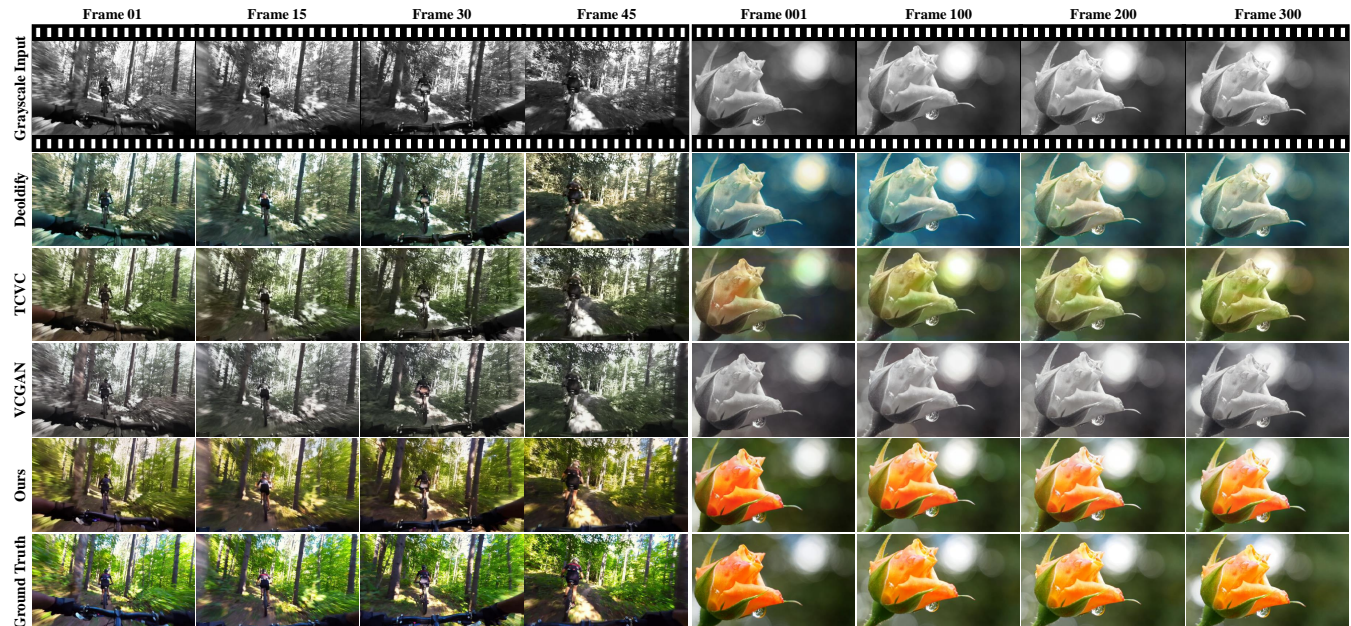 Frame 01 Frame 15 Frame 30 Frame 45 Frame 001 Frame 100 Frame 200 Frame 300
Grayscale Input
Deoldify
TCVC
VCGAN
Ours
Ground Truth